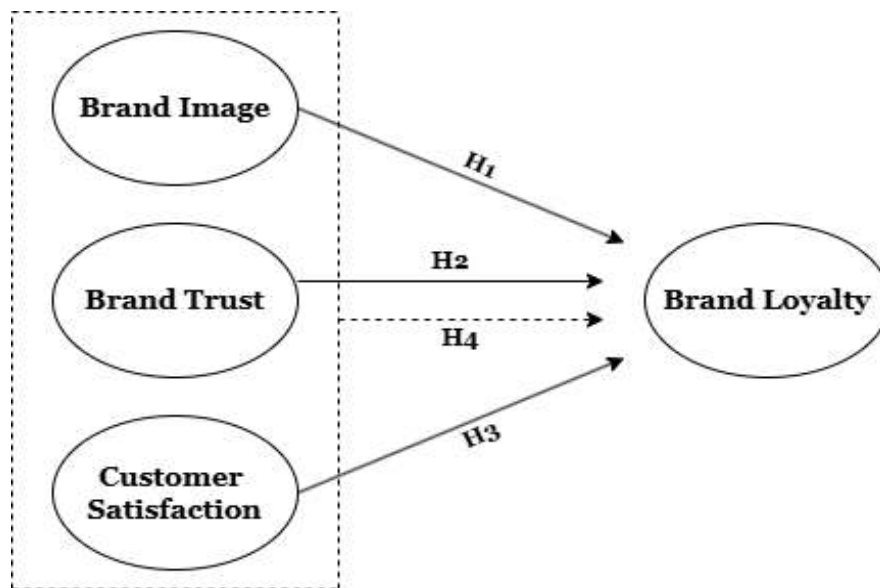 Brand Image
H1
H2
Brand Trust
Brand Loyalty
H4
H3
Customer
Satisfaction